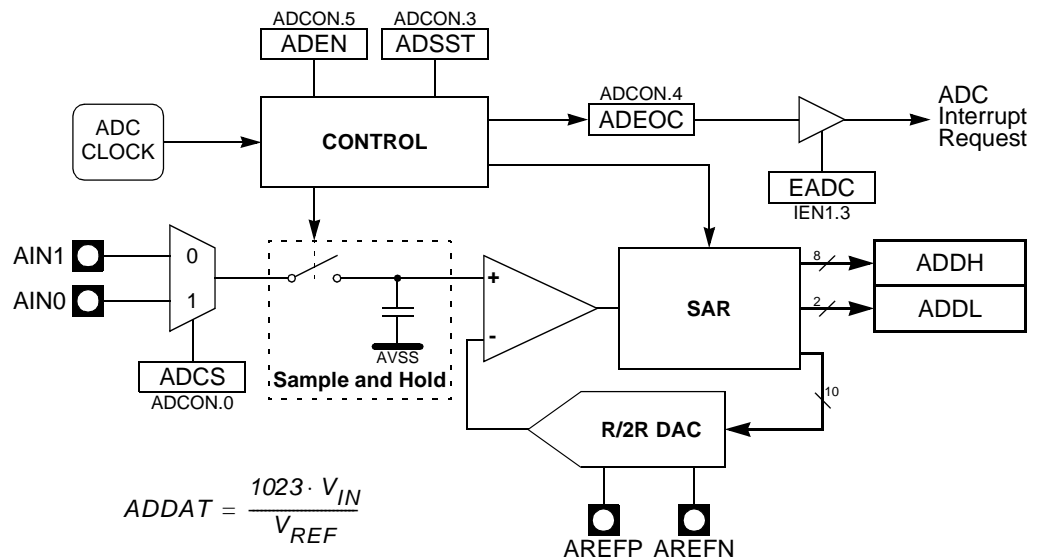 ADCON.5
ADEN
ADCON.3
ADSST
ADC
CLOCK
CONTROL
ADCON.4
ADEOC
ADC
Interrupt
Request
EADC
IEN1.3
AIN1
AIN0
0
1
ADCS
ADCON.0
AVSS
Sample and Hold
+
-
SAR
8
ADDH
2
ADDL
10
R/2R DAC
AREFP
AREFN
ADDAT = 1023 · V_IN / V_REF